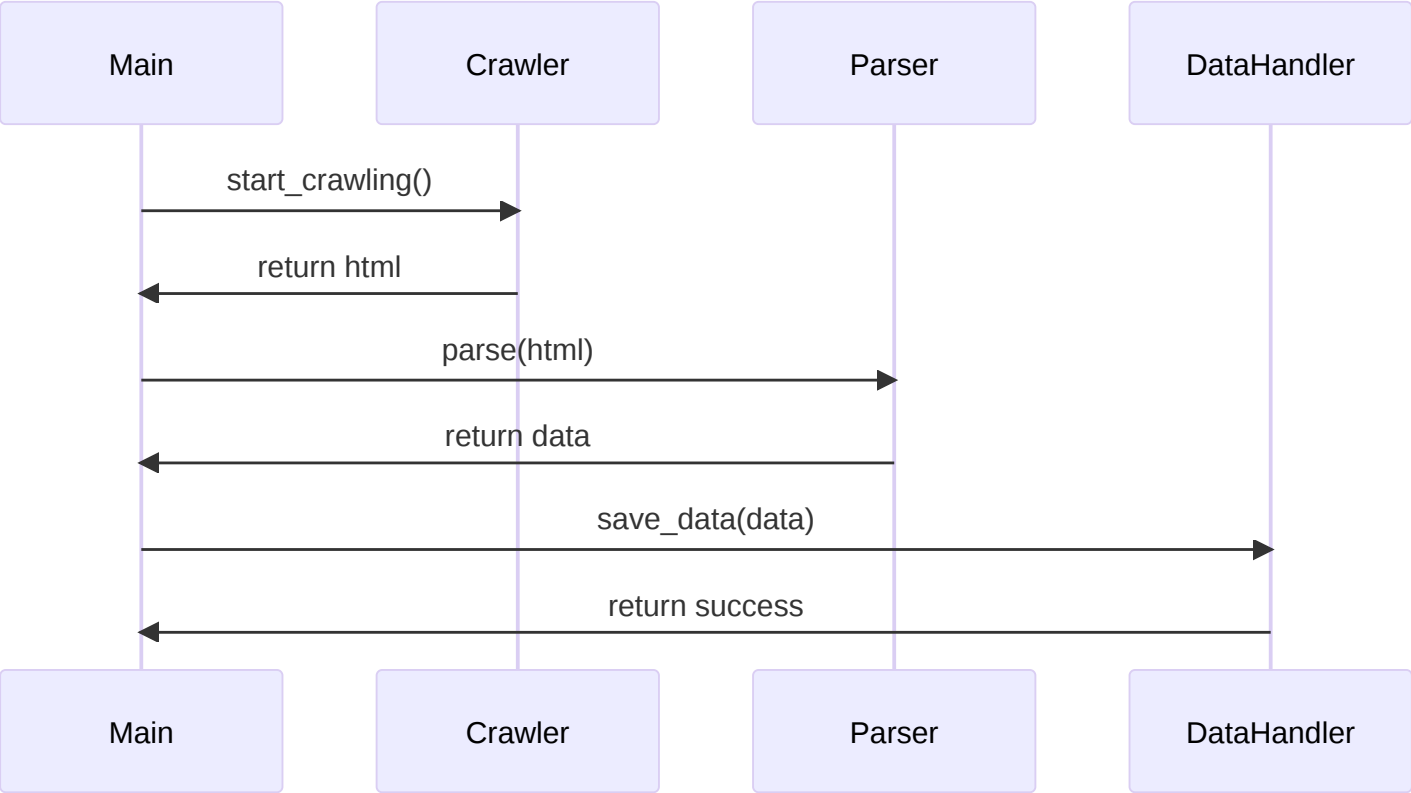 Main
Crawler
Parser
DataHandler
start_crawling()
return html
parse(html)
return data
save_data(data)
return success
Main
Crawler
Parser
DataHandler